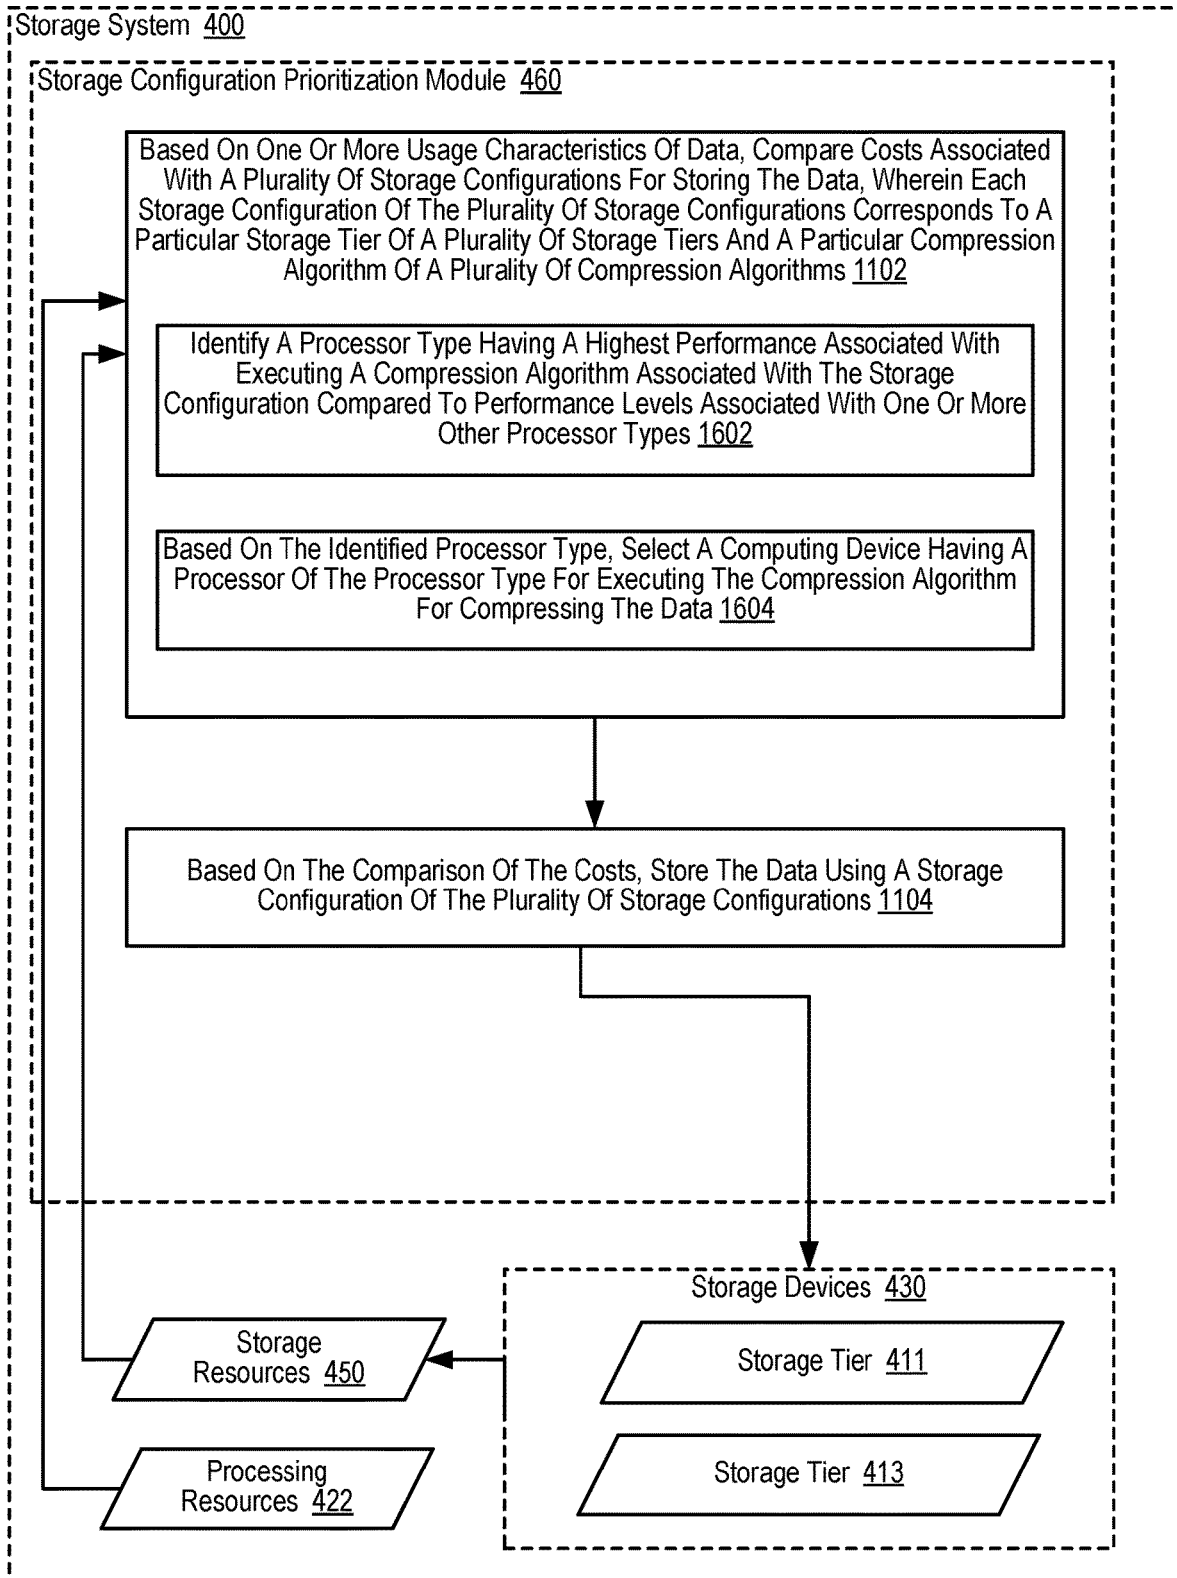 Storage System 400
Storage Configuration Prioritization Module 460
Based On One Or More Usage Characteristics Of Data, Compare Costs Associated
With A Plurality Of Storage Configurations For Storing The Data, Wherein Each
Storage Configuration Of The Plurality Of Storage Configurations Corresponds To A
Particular Storage Tier Of A Plurality Of Storage Tiers And A Particular Compression
Algorithm Of A Plurality Of Compression Algorithms 1102
Identify A Processor Type Having A Highest Performance Associated With
Executing A Compression Algorithm Associated With The Storage
Configuration Compared To Performance Levels Associated With One Or More
Other Processor Types 1602
Based On The Identified Processor Type, Select A Computing Device Having A
Processor Of The Processor Type For Executing The Compression Algorithm
For Compressing The Data 1604
Based On The Comparison Of The Costs, Store The Data Using A Storage
Configuration Of The Plurality Of Storage Configurations 1104
Storage Devices 430
Storage Tier 411
Storage Tier 413
Storage
Resources 450
Processing
Resources 422